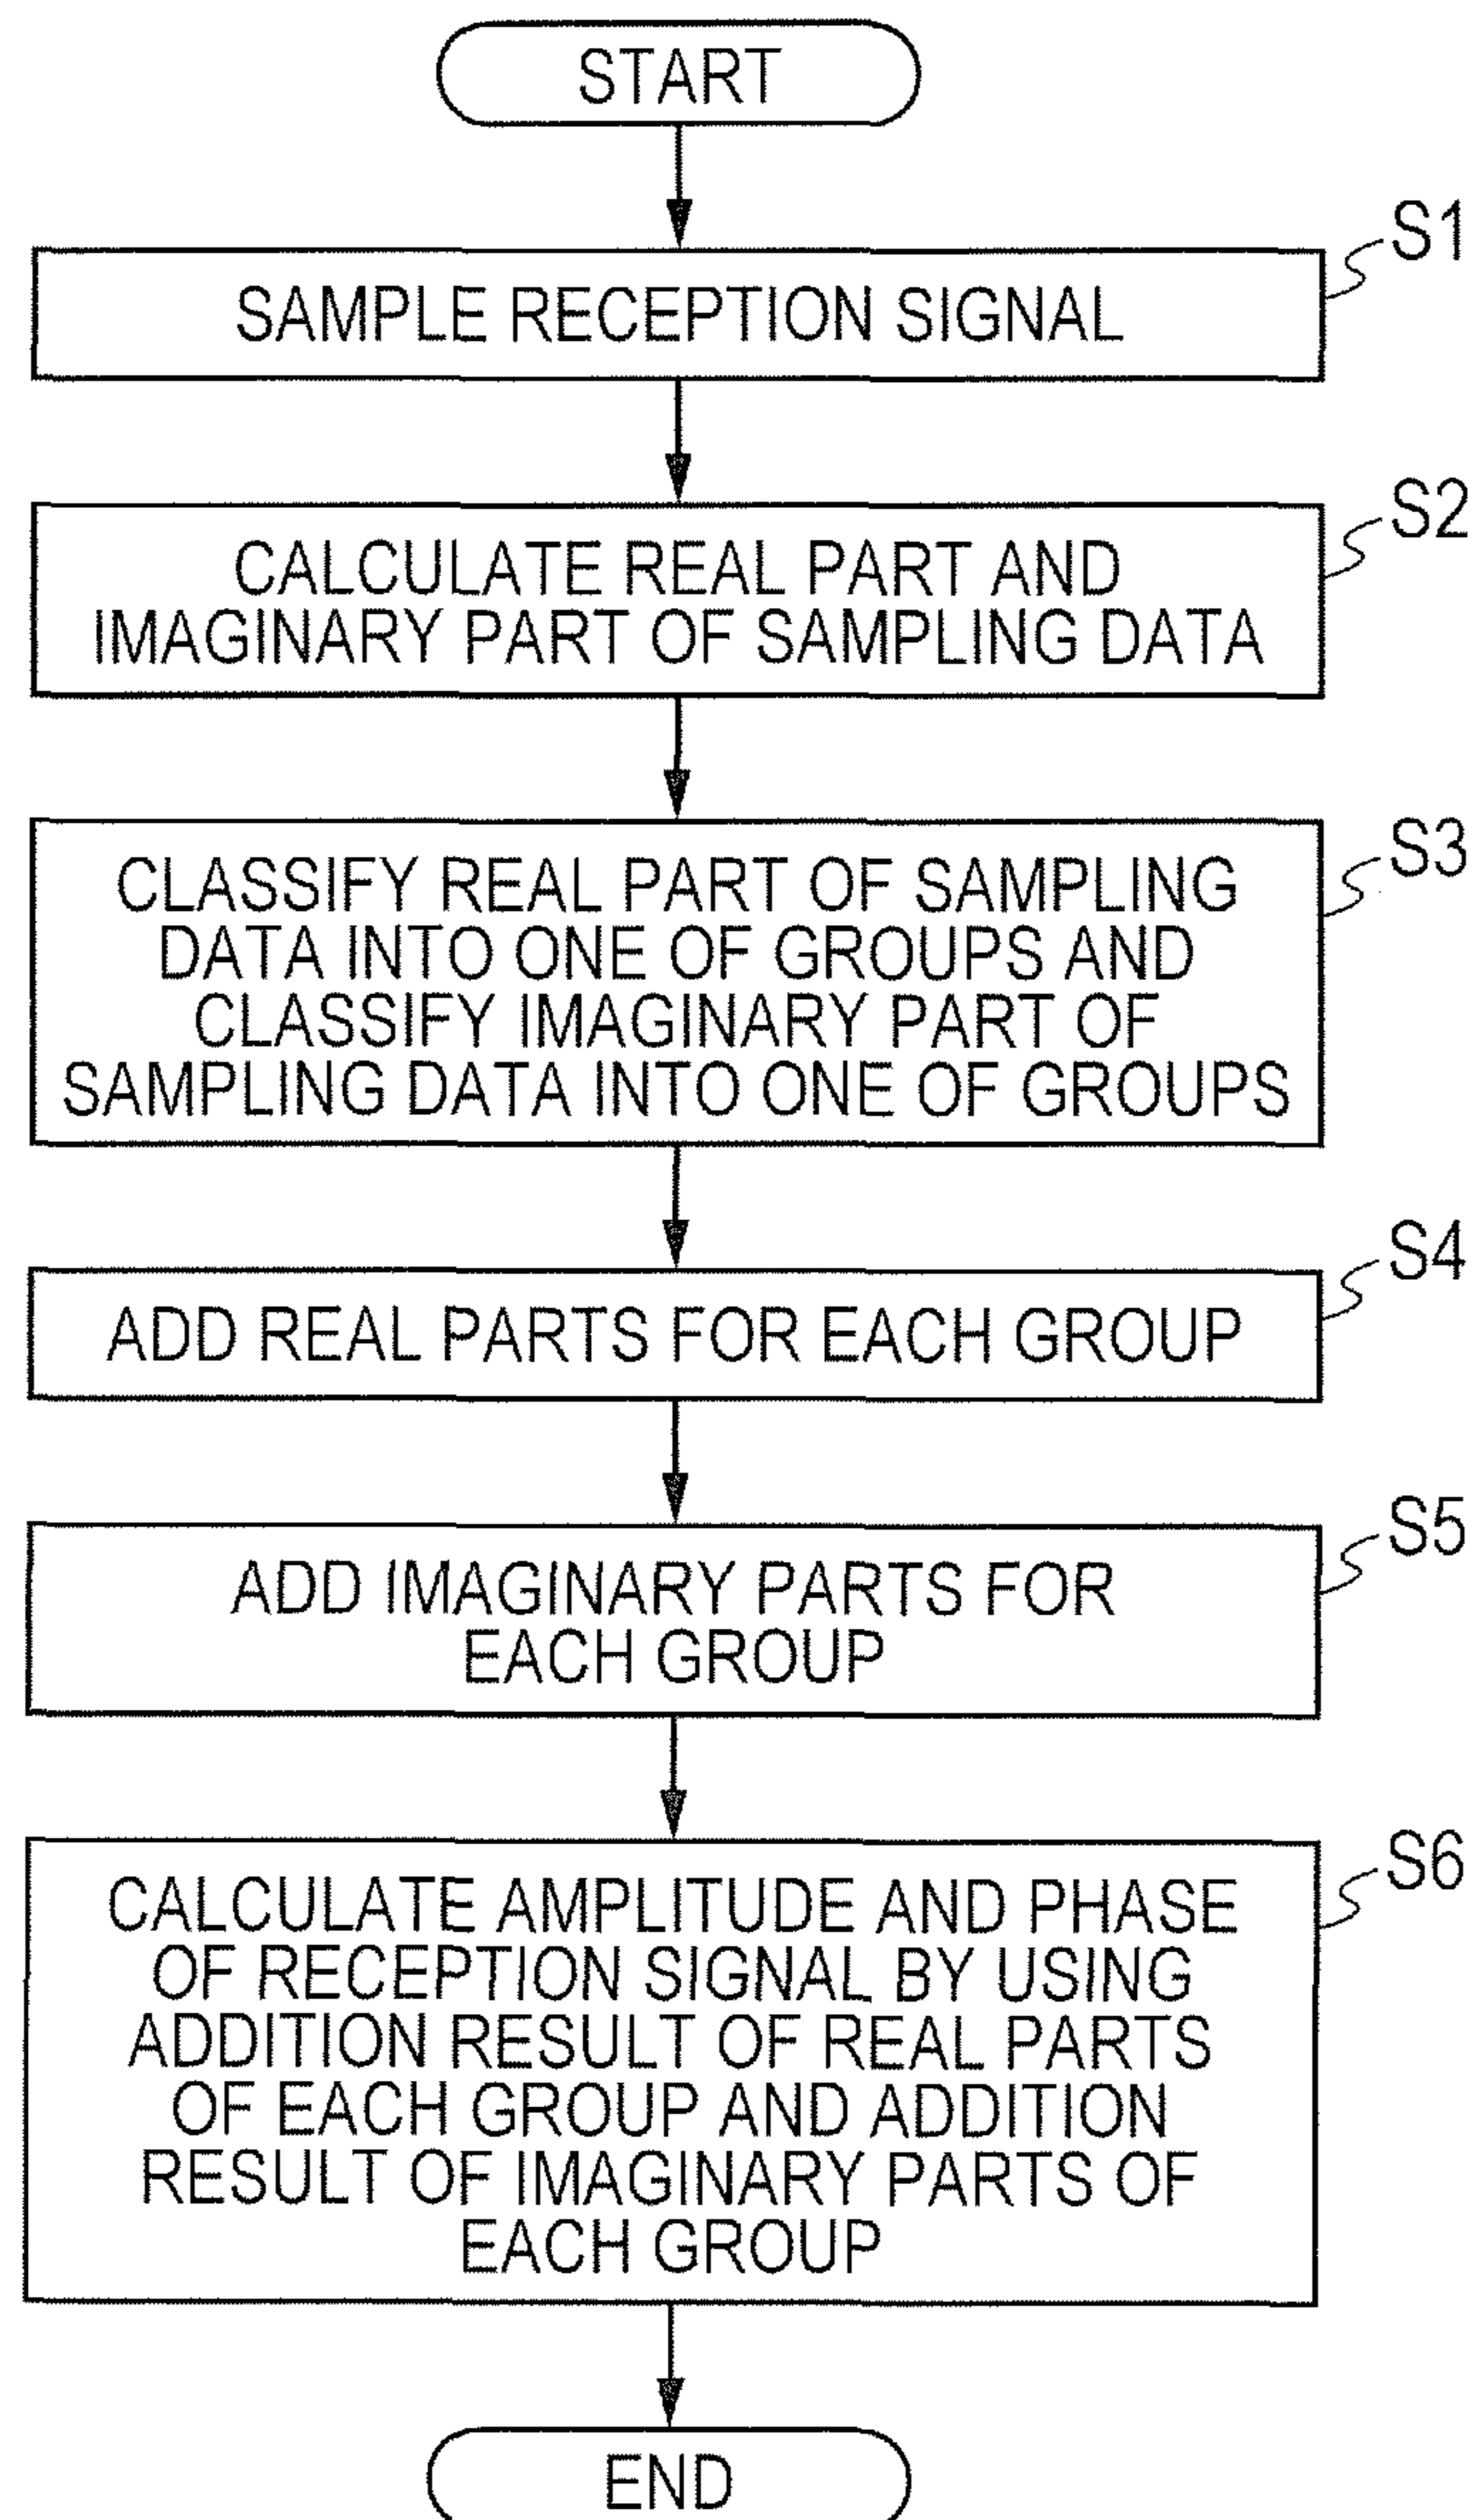 START
S1
SAMPLE RECEPTION SIGNAL
S2
CALCULATE REAL PART AND
IMAGINARY PART OF SAMPLING DATA
S3
CLASSIFY REAL PART OF SAMPLING
DATA INTO ONE OF GROUPS AND
CLASSIFY IMAGINARY PART OF
SAMPLING DATA INTO ONE OF GROUPS
S4
ADD REAL PARTS FOR EACH GROUP
S5
ADD IMAGINARY PARTS FOR
EACH GROUP
S6
CALCULATE AMPLITUDE AND PHASE
OF RECEPTION SIGNAL BY USING
ADDITION RESULT OF REAL PARTS
OF EACH GROUP AND ADDITION
RESULT OF IMAGINARY PARTS OF
EACH GROUP
END